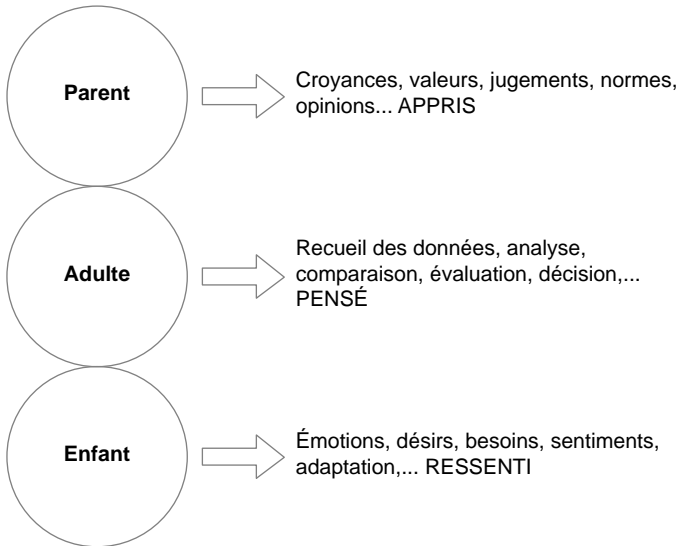 Parent
Croyances, valeurs, jugements, normes,
opinions... APPRIS
Adulte
Recueil des données, analyse,
comparaison, évaluation, décision,...
PENSÉ
Enfant
Émotions, désirs, besoins, sentiments,
adaptation,... RESSENTI